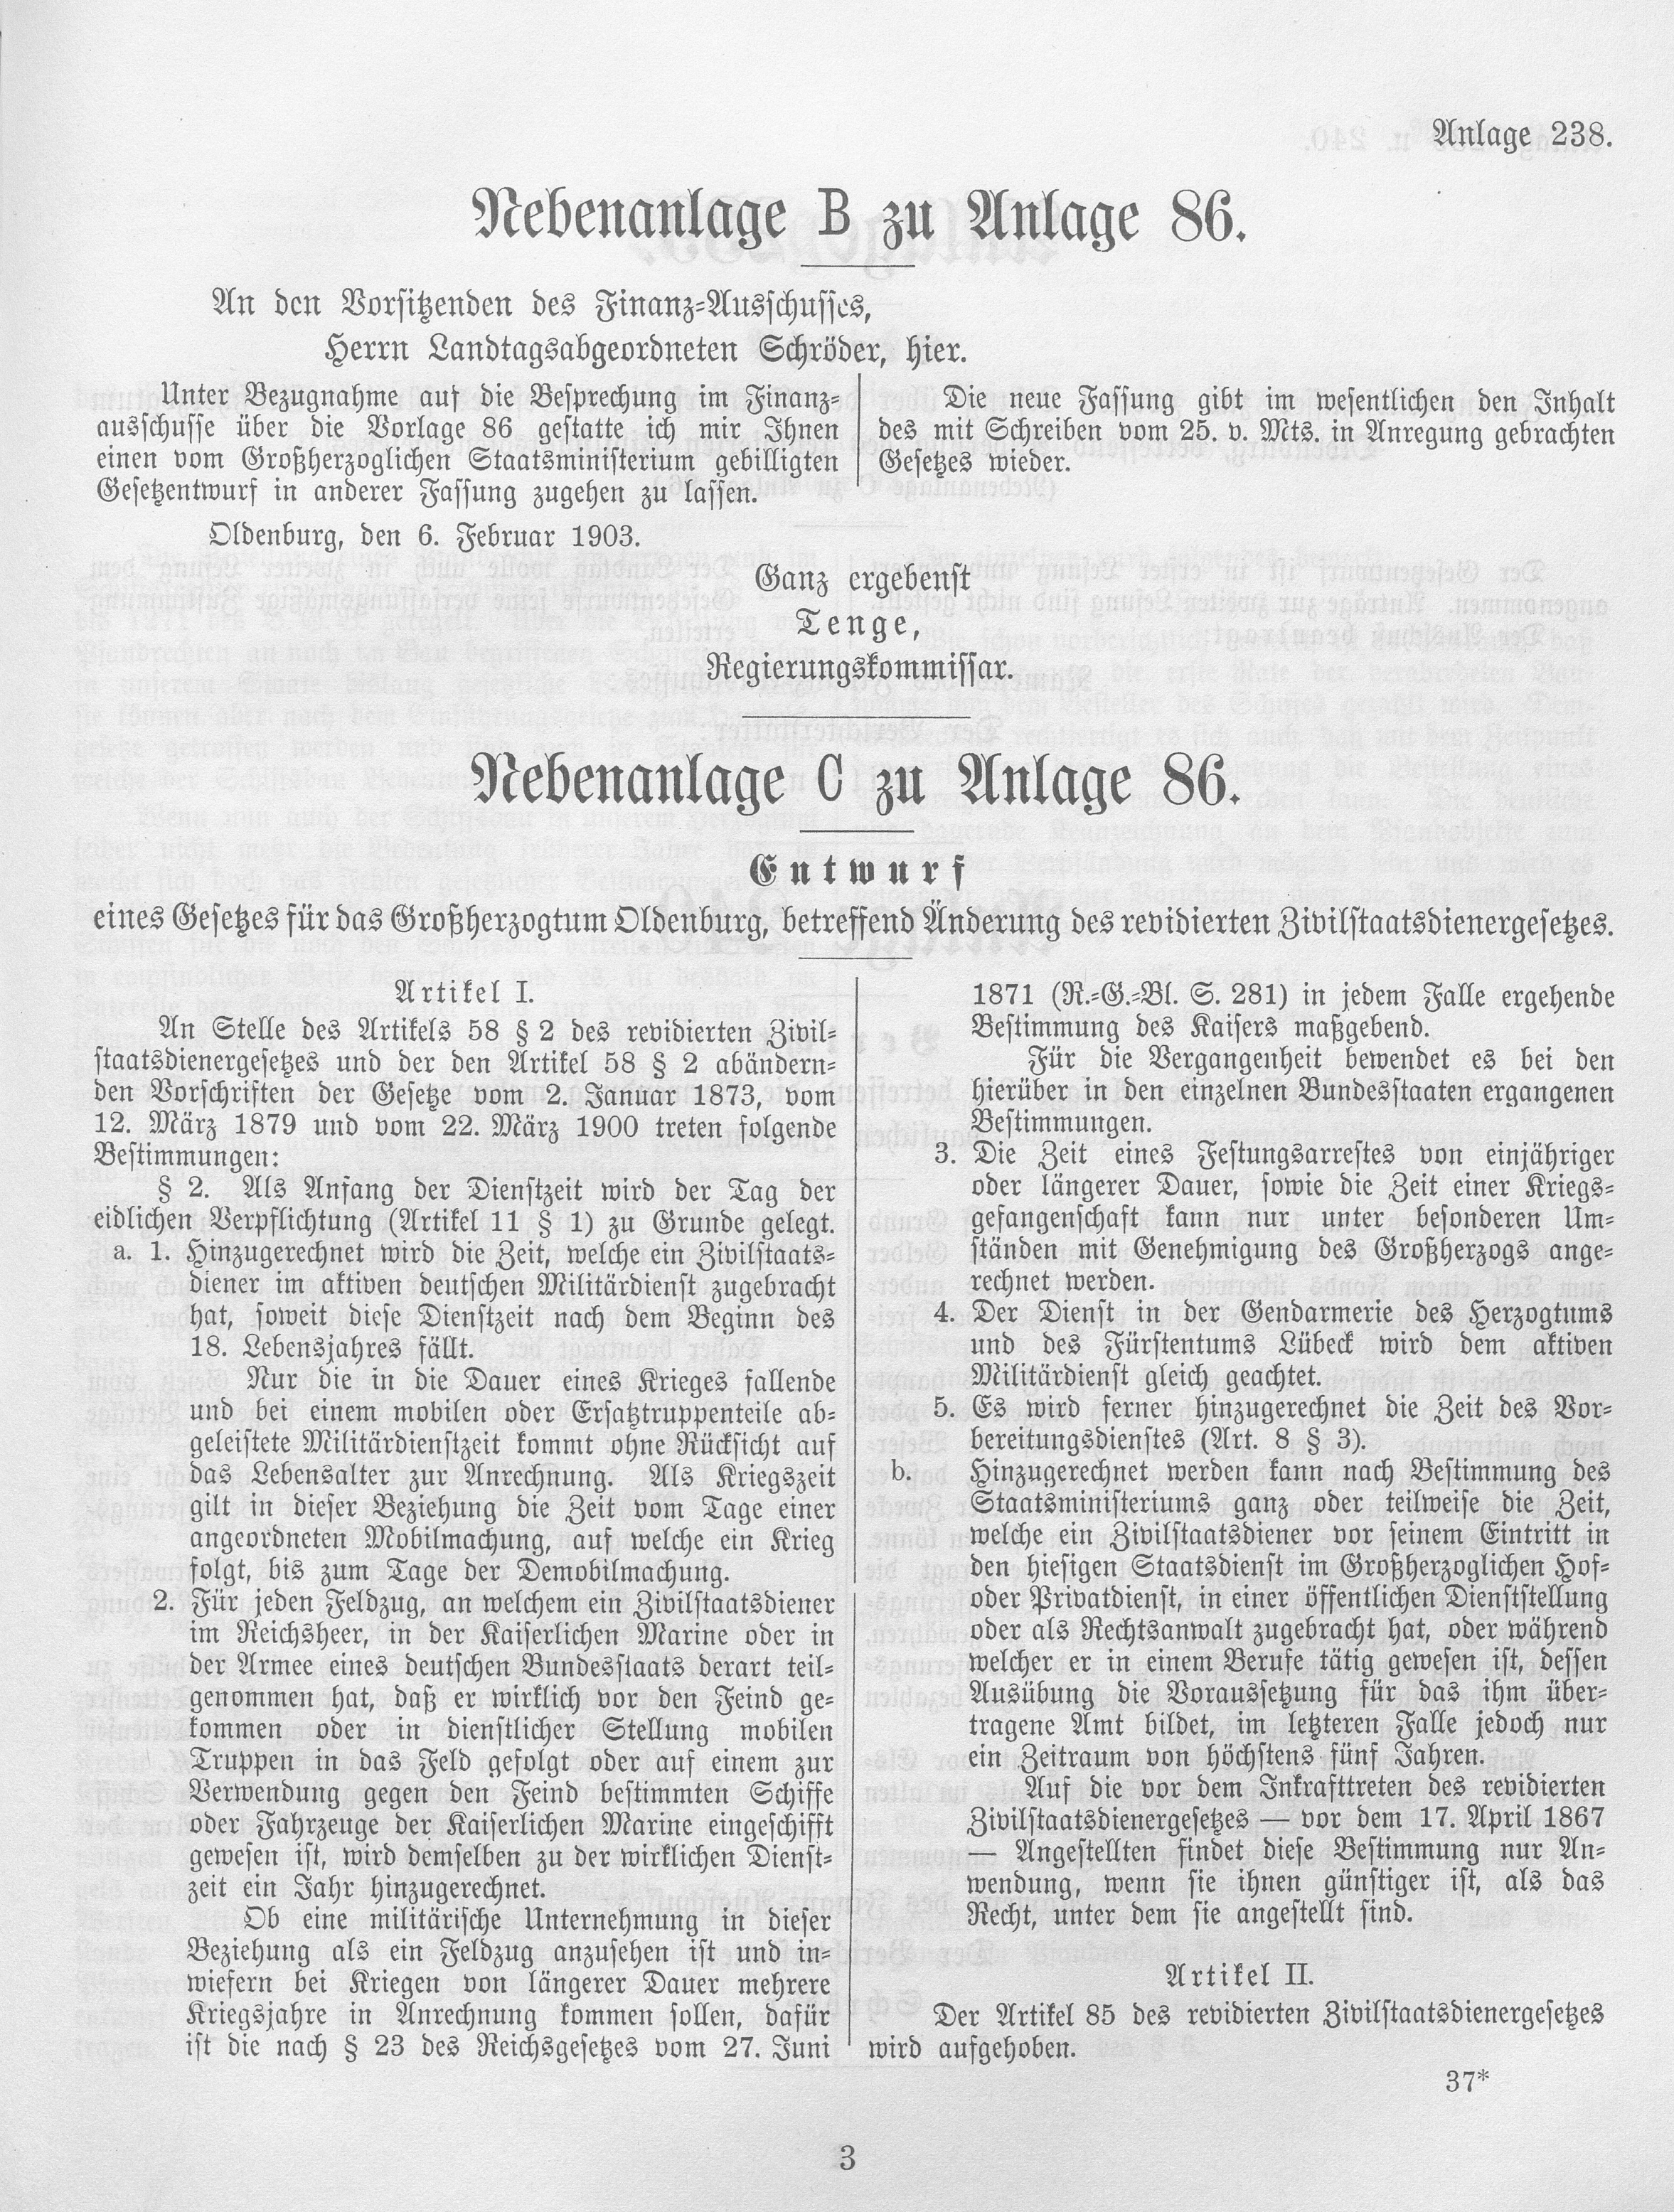 Anlage 238.
Nebenanlage B zu Anlage 86.
An den Vorsitzenden des Finanz-Ausschusses,
Herrn Landtagsabgeordneten Schröder, hier.
Unter Bezugnahme auf die Besprechung im Finanz-
ausschusse über die Vorlage 86 gestatte ich mir Ihnen
einen vom Großherzoglichen Staatsministerium gebilligten
Gesetzentwurf in anderer Fassung zugehen zu lassen.
Die neue Fassung gibt im wesentlichen den Inhalt
des mit Schreiben vom 25. v. Mts. in Anregung gebrachten
Gesetzes wieder.
Oldenburg, den 6. Februar 1903.
Ganz ergebenst
Tenge,
Regierungskommissar.
Nebenanlage C zu Anlage 86.
Entwurf
eines Gesetzes für das Großherzogtum Oldenburg, betreffend Änderung des revidierten Zivilstaatsdienergesetzes.
Artikel I.
An Stelle des Artikels 58 § 2 des revidierten Zivil-
staatsdienergesetzes und der den Artikel 58 § 2 abändern-
den Vorschriften der Gesetze vom 2. Januar 1873, vom
12. März 1879 und vom 22. März 1900 treten folgende
Bestimmungen:
§ 2. Als Anfang der Dienstzeit wird der Tag der
eidlichen Verpflichtung (Artikel 11 § 1) zu Grunde gelegt.
a. 1. Hinzugerechnet wird die Zeit, welche ein Zivilstaats-
diener im aktiven deutschen Militärdienst zugebracht
hat, soweit diese Dienstzeit nach dem Beginn des
18. Lebensjahres fällt.
Nur die in die Dauer eines Krieges fallende
und bei einem mobilen oder Ersatztruppenteile ab-
geleistete Militärdienstzeit kommt ohne Rücksicht auf
das Lebensalter zur Anrechnung. Als Kriegszeit
gilt in dieser Beziehung die Zeit vom Tage einer
angeordneten Mobilmachung, auf welche ein Krieg
folgt, bis zum Tage der Demobilmachung.
2. Für jeden Feldzug, an welchem ein Zivilstaatsdiener
im Reichsheer, in der Kaiserlichen Marine oder in
der Armee eines deutschen Bundesstaats derart teil-
genommen hat, daß er wirklich vor den Feind ge-
kommen oder in dienstlicher Stellung mobilen
Truppen in das Feld gefolgt oder auf einem zur
Verwendung gegen den Feind bestimmten Schiffe
oder Fahrzeuge der Kaiserlichen Marine eingeschifft
gewesen ist, wird demselben zu der wirklichen Dienst-
zeit ein Jahr hinzugerechnet.
Ob eine militärische Unternehmung in dieser
Beziehung als ein Feldzug anzusehen ist und in-
wiefern bei Kriegen von längerer Dauer mehrere
Kriegsjahre in Anrechnung kommen sollen, dafür
ist die nach § 23 des Reichsgesetzes vom 27. Juni
1871 (R.-G.-Bl. S. 281) in jedem Falle ergehende
Bestimmung des Kaisers maßgebend.
Für die Vergangenheit bewendet es bei den
hierüber in den einzelnen Bundesstaaten ergangenen
Bestimmungen.
3. Die Zeit eines Festungsarrestes von einjähriger
oder längerer Dauer, sowie die Zeit einer Kriegs-
gefangenschaft kann nur unter besonderen Um-
ständen mit Genehmigung des Großherzogs ange-
rechnet werden.
4. Der Dienst in der Gendarmerie des Herzogtums
und des Fürstentums Lübeck wird dem aktiven
Militärdienst gleich geachtet.
5. Es wird ferner hinzugerechnet die Zeit des Vor-
bereitungsdienstes (Art. 8 § 3).
b. Hinzugerechnet werden kann nach Bestimmung des
Staatsministeriums ganz oder teilweise die Zeit,
welche ein Zivilstaatsdiener vor seinem Eintritt in
den hiesigen Staatsdienst im Großherzoglichen Hof-
oder Privatdienst, in einer öffentlichen Dienststellung
oder als Rechtsanwalt zugebracht hat, oder während
welcher er in einem Berufe tätig gewesen ist, dessen
Ausübung die Voraussetzung für das ihm über-
tragene Amt bildet, im letzteren Falle jedoch nur
ein Zeitraum von höchstens fünf Jahren.
Auf die vor dem Inkrafttreten des revidierten
Zivilstaatsdienergesetzes — vor dem 17. April 1867
— Angestellten findet diese Bestimmung nur An-
wendung, wenn sie ihnen günstiger ist, als das
Recht, unter dem sie angestellt sind.
Artikel II.
Der Artikel 85 des revidierten Zivilstaatsdienergesetzes
wird aufgehoben.
37*
3